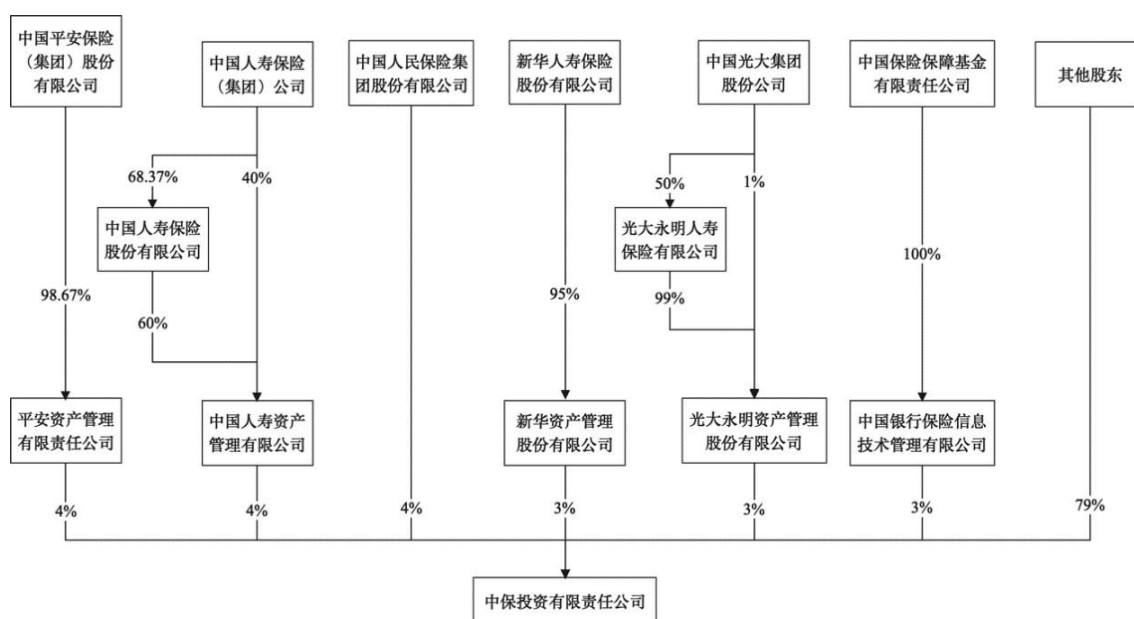 中国平安保险
（集团）股份
有限公司
中国人寿保险
（集团）公司
中国人民保险集
团股份有限公司
新华人寿保险
股份有限公司
中国光大集团
股份公司
中国保险保障基金
有限责任公司
其他股东
68.37%
40%
50%
1%
中国人寿保险
股份有限公司
光大永明人寿
保险有限公司
100%
98.67%
60%
95%
99%
平安资产管理
有限责任公司
中国人寿资产
管理有限公司
新华资产管理
股份有限公司
光大永明资产管理
股份有限公司
中国银行保险信息
技术管理有限公司
4%
4%
4%
3%
3%
3%
79%
中保投资有限责任公司